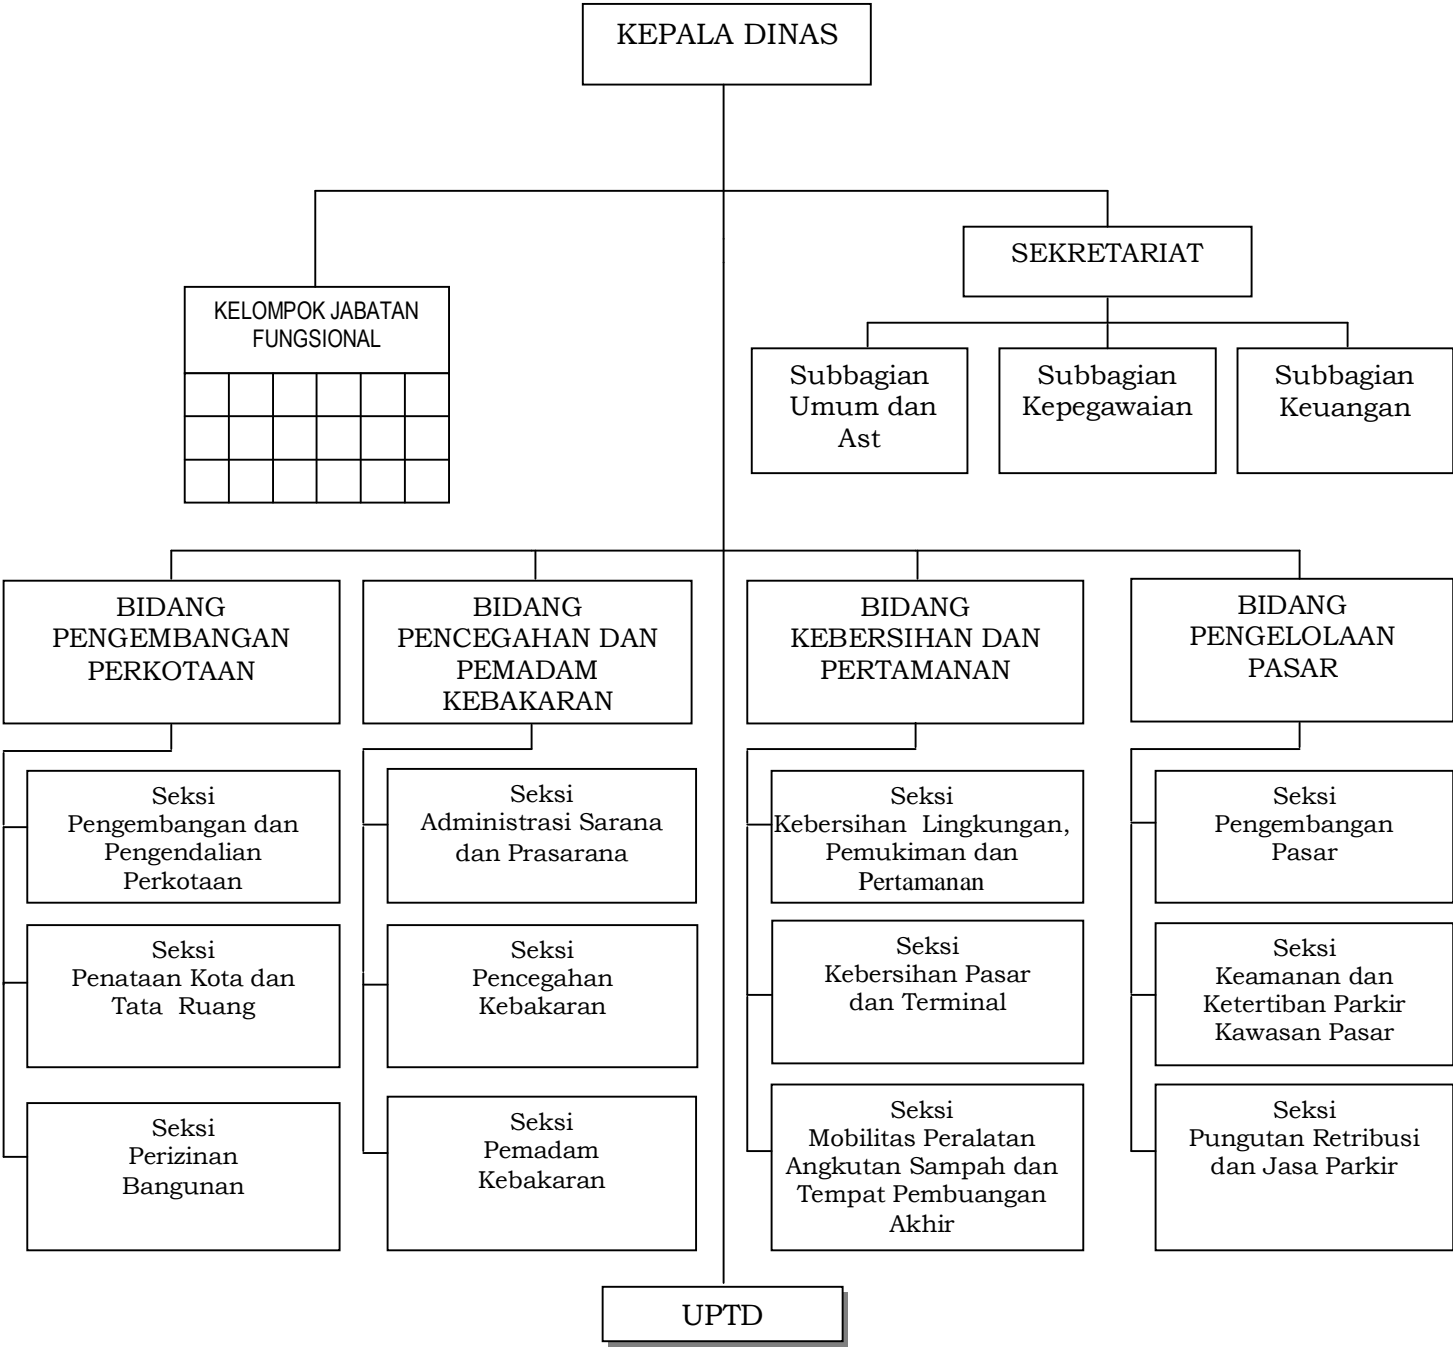 KEPALA DINAS
SEKRETARIAT
KELOMPOK JABATAN
FUNGSIONAL
Subbagian
Umum dan
Ast
Subbagian
Kepegawaian
Subbagian
Keuangan
BIDANG
PENGEMBANGAN
PERKOTAAN
BIDANG
PENCEGAHAN DAN
PEMADAM
KEBAKARAN
BIDANG
KEBERSIHAN DAN
PERTAMANAN
BIDANG
PENGELOLAAN
PASAR
Seksi
Pengembangan dan
Pengendalian
Perkotaan
Seksi
Administrasi Sarana
dan Prasarana
Seksi
Kebersihan Lingkungan,
Pemukiman dan
Pertamanan
Seksi
Pengembangan
Pasar
Seksi
Penataan Kota dan
Tata Ruang
Seksi
Pencegahan
Kebakaran
Seksi
Kebersihan Pasar
dan Terminal
Seksi
Keamanan dan
Ketertiban Parkir
Kawasan Pasar
Seksi
Perizinan
Bangunan
Seksi
Pemadam
Kebakaran
Seksi
Mobilitas Peralatan
Angkutan Sampah dan
Tempat Pembuangan
Akhir
Seksi
Pungutan Retribusi
dan Jasa Parkir
UPTD